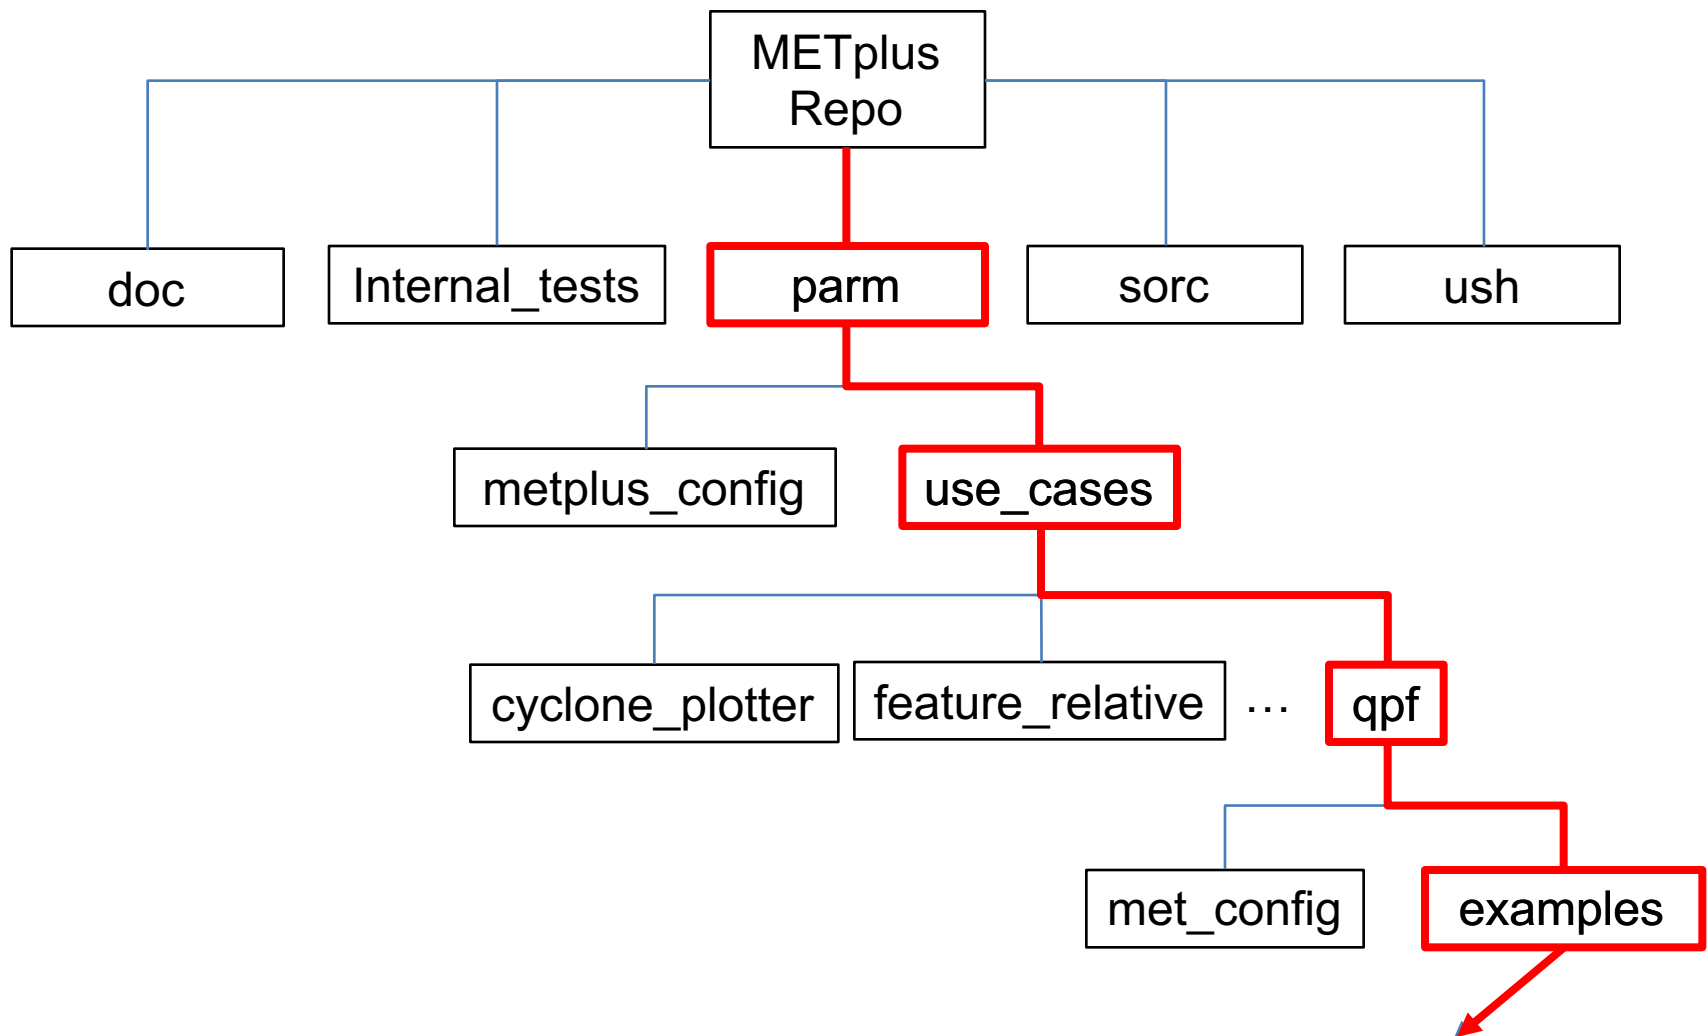 METplus
Repo
doc
Internal_tests
parm
sorc
ush
metplus_config
use_cases
cyclone_plotter
feature_relative
...
qpf
met_config
examples